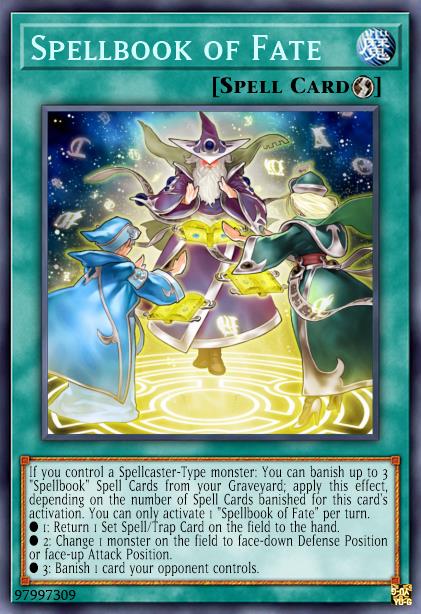 Spellbook of Fate
魔
[Spell Card]
If you control a Spellcaster-Type monster: You can banish up to 3
"Spellbook" Spell Cards from your Graveyard; apply this effect,
depending on the number of Spell Cards banished for this card's
activation. You can only activate 1 "Spellbook of Fate" per turn.
● 1: Return 1 Set Spell/Trap Card on the field to the hand.
● 2: Change 1 monster on the field to face-down Defense Position
or face-up Attack Position.
● 3: Banish 1 card your opponent controls.
97997309